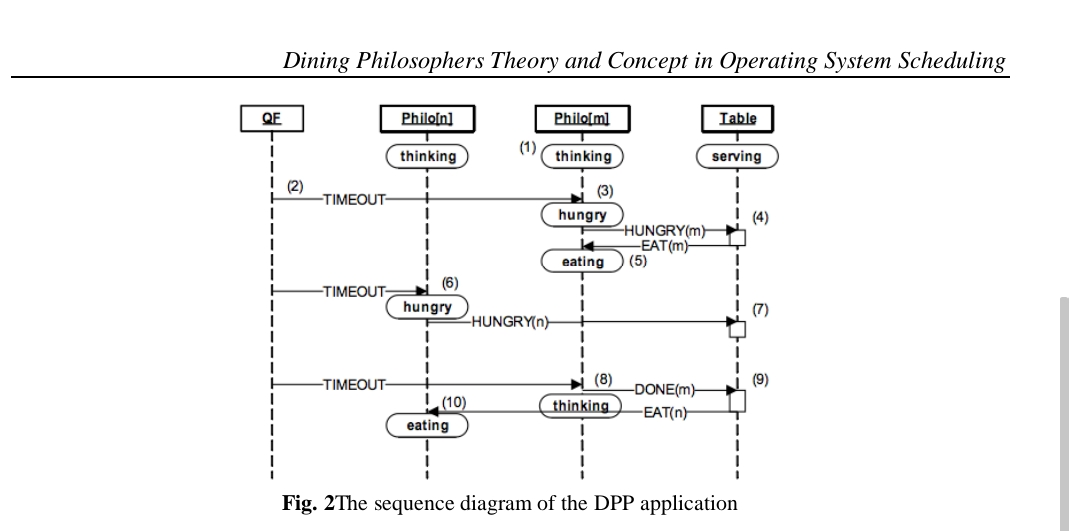 Dining Philosophers Theory and Concept in Operating System Scheduling
QF Philo[n] Philo[m] Table
thinking (1) thinking serving
(2) TIMEOUT (3)
hungry (4)
HUNGRY(m)
EAT(m)
eating (5)
TIMEOUT (6)
hungry (7)
HUNGRY(n)
TIMEOUT (8) DONE(m) (9)
(10) thinking EAT(n)
eating
Fig. 2The sequence diagram of the DPP application